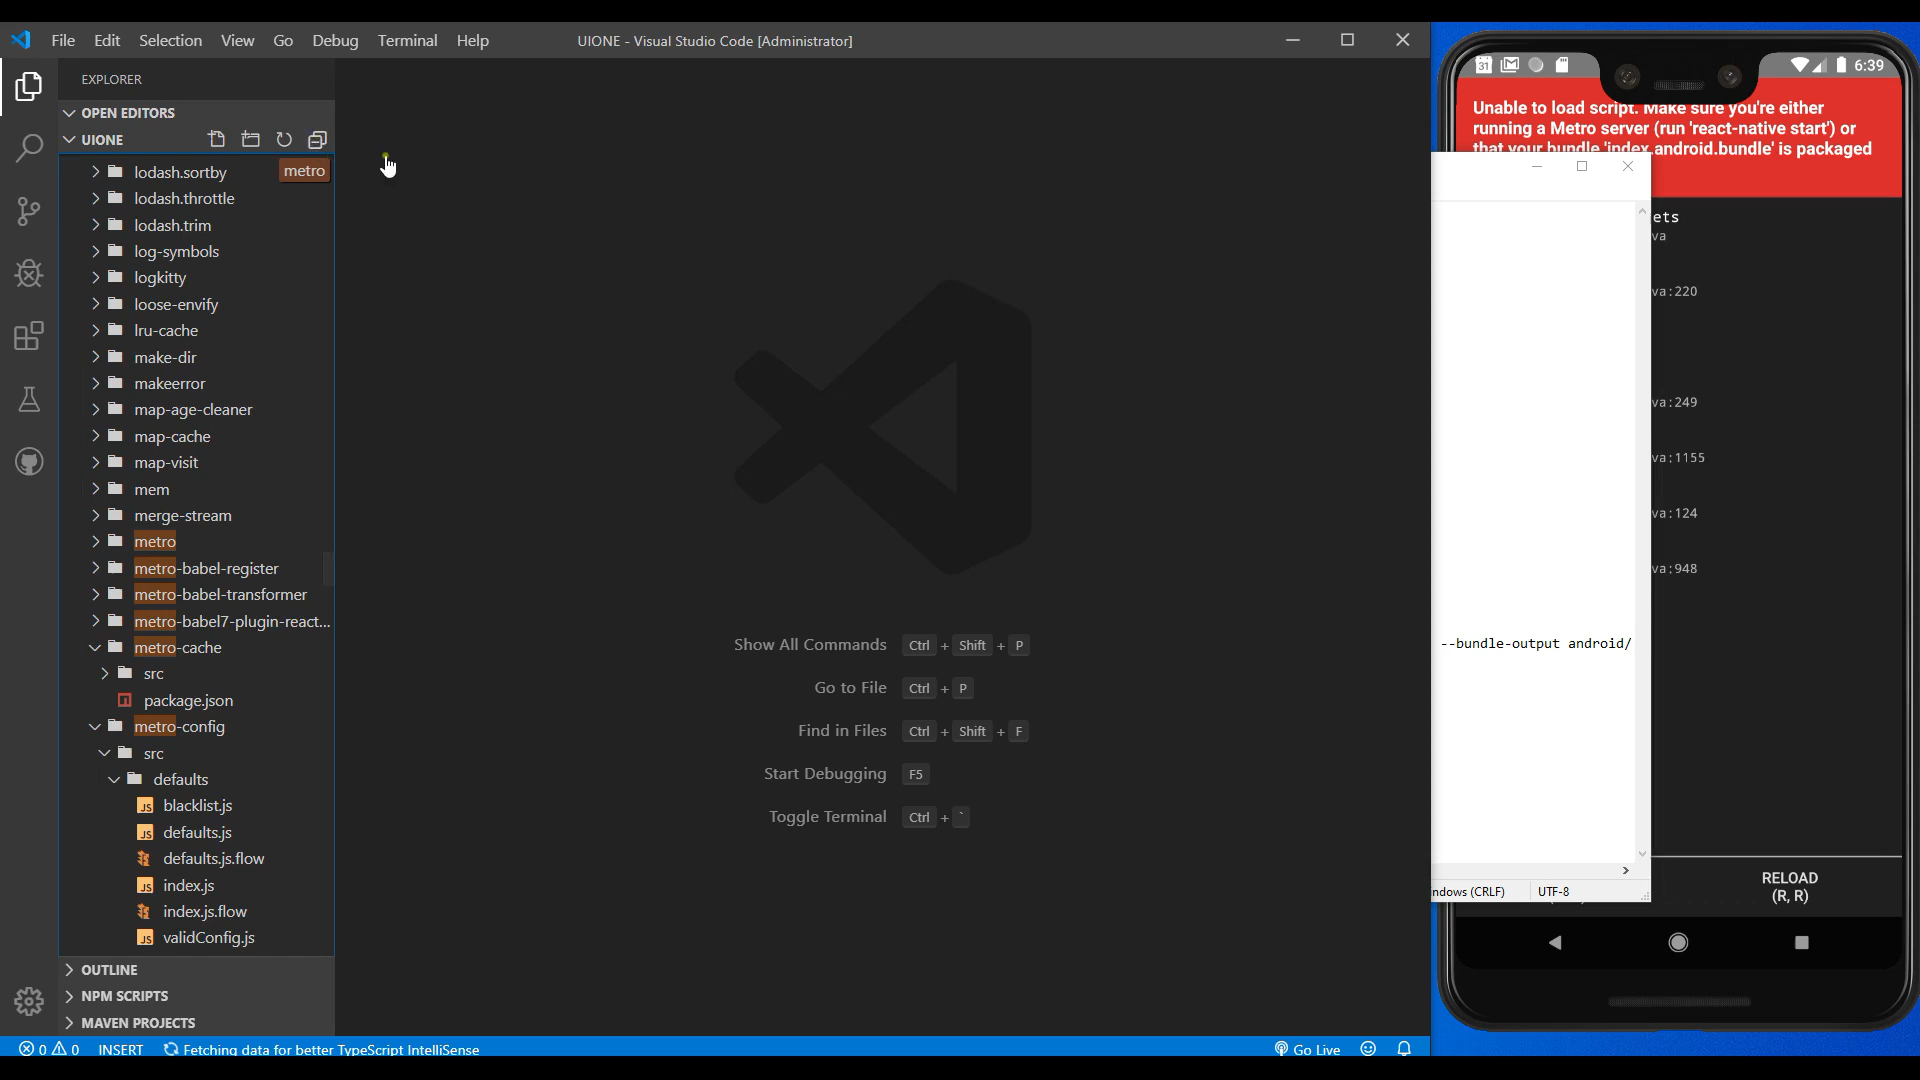 File Edit Selection View Go Debug Terminal Help
UIONE - Visual Studio Code [Administrator]
EXPLORER
OPEN EDITORS
UIONE
metro
lodash.sortby
lodash.throttle
lodash.trim
log-symbols
logkitty
loose-envify
lru-cache
make-dir
makeerror
map-age-cleaner
map-cache
map-visit
mem
merge-stream
metro
metro-babel-register
metro-babel-transformer
metro-babel7-plugin-react...
metro-cache
src
package.json
metro-config
src
defaults
blacklist.js
defaults.js
defaults.js.flow
index.js
index.js.flow
validConfig.js
OUTLINE
NPM SCRIPTS
MAVEN PROJECTS
Show All Commands Ctrl + Shift + P
Go to File Ctrl + P
Find in Files Ctrl + Shift + F
Start Debugging F5
Toggle Terminal Ctrl + `
0 0 INSERT Fetching data for better TypeScript IntelliSense
Go Live
--bundle-output android/
ndows (CRLF) UTF-8
31 6:39
Unable to load script. Make sure you're either
running a Metro server (run 'react-native start') or
that your bundle 'index.android.bundle' is packaged
ets
va
va:220
va:249
va:1155
va:124
va:948
RELOAD
(R, R)